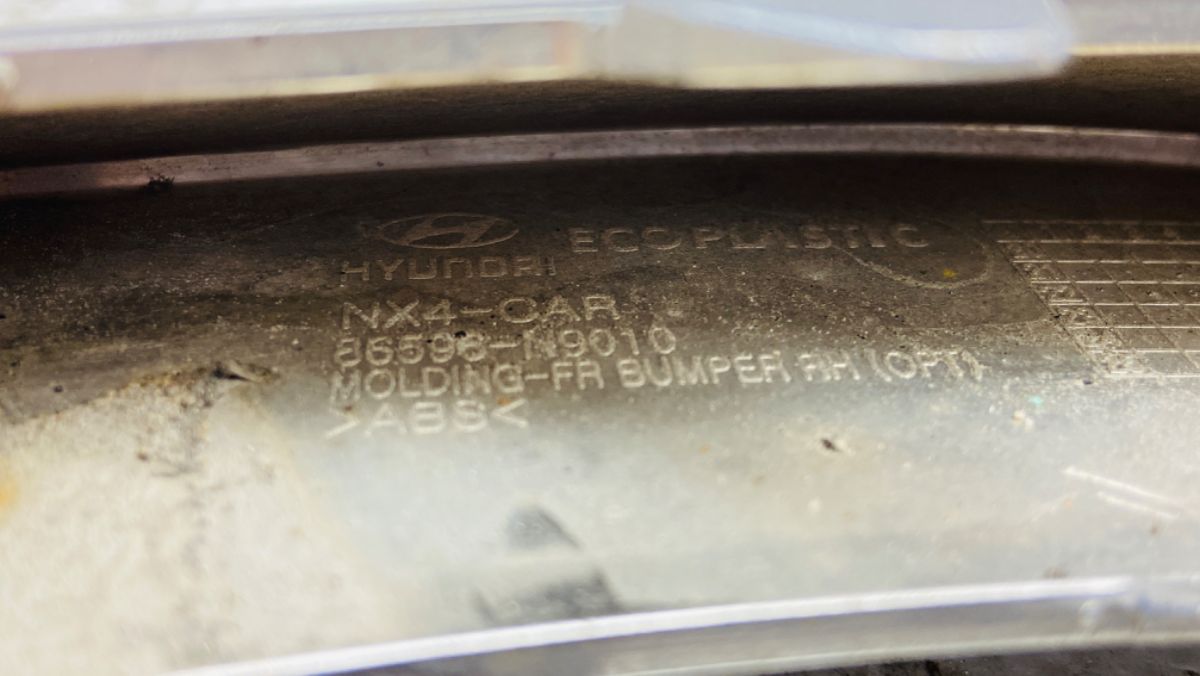 HYUNDAI ECOPLASTIC
NX4-CAR
86598-N9010
MOLDING-FR BUMPER RH (OPT)
>ABS<